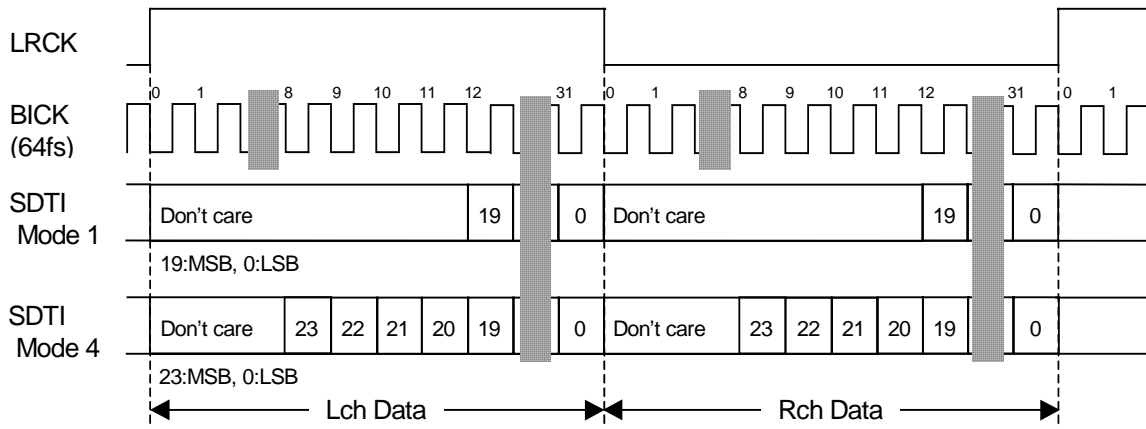 LRCK
0 1 8 9 10 11 12 31 0 1 8 9 10 11 12 31 0 1
BICK
(64fs)
SDTI
Mode 1
Don't care 19 0 Don't care 19 0
19:MSB, 0:LSB
SDTI
Mode 4
Don't care 23 22 21 20 19 0 Don't care 23 22 21 20 19 0
23:MSB, 0:LSB
Lch Data Rch Data